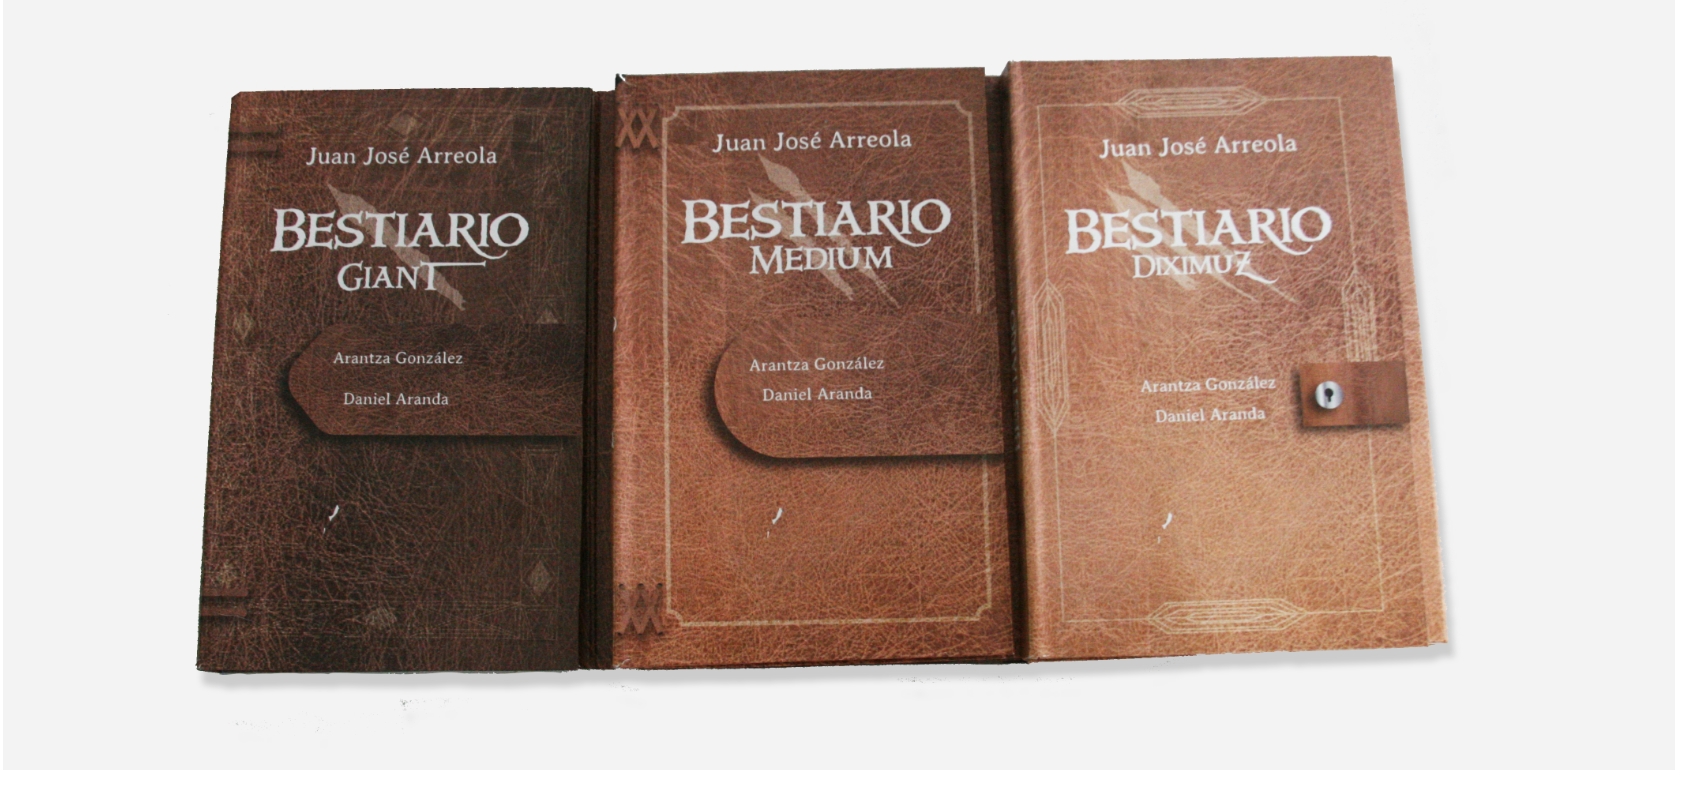 Juan José Arreola
BESTIARIO
GIANT
Arantza González
Daniel Aranda
Juan José Arreola
BESTIARIO
MEDIUM
Arantza González
Daniel Aranda
Juan José Arreola
BESTIARIO
DIXIMUZ
Arantza González
Daniel Aranda